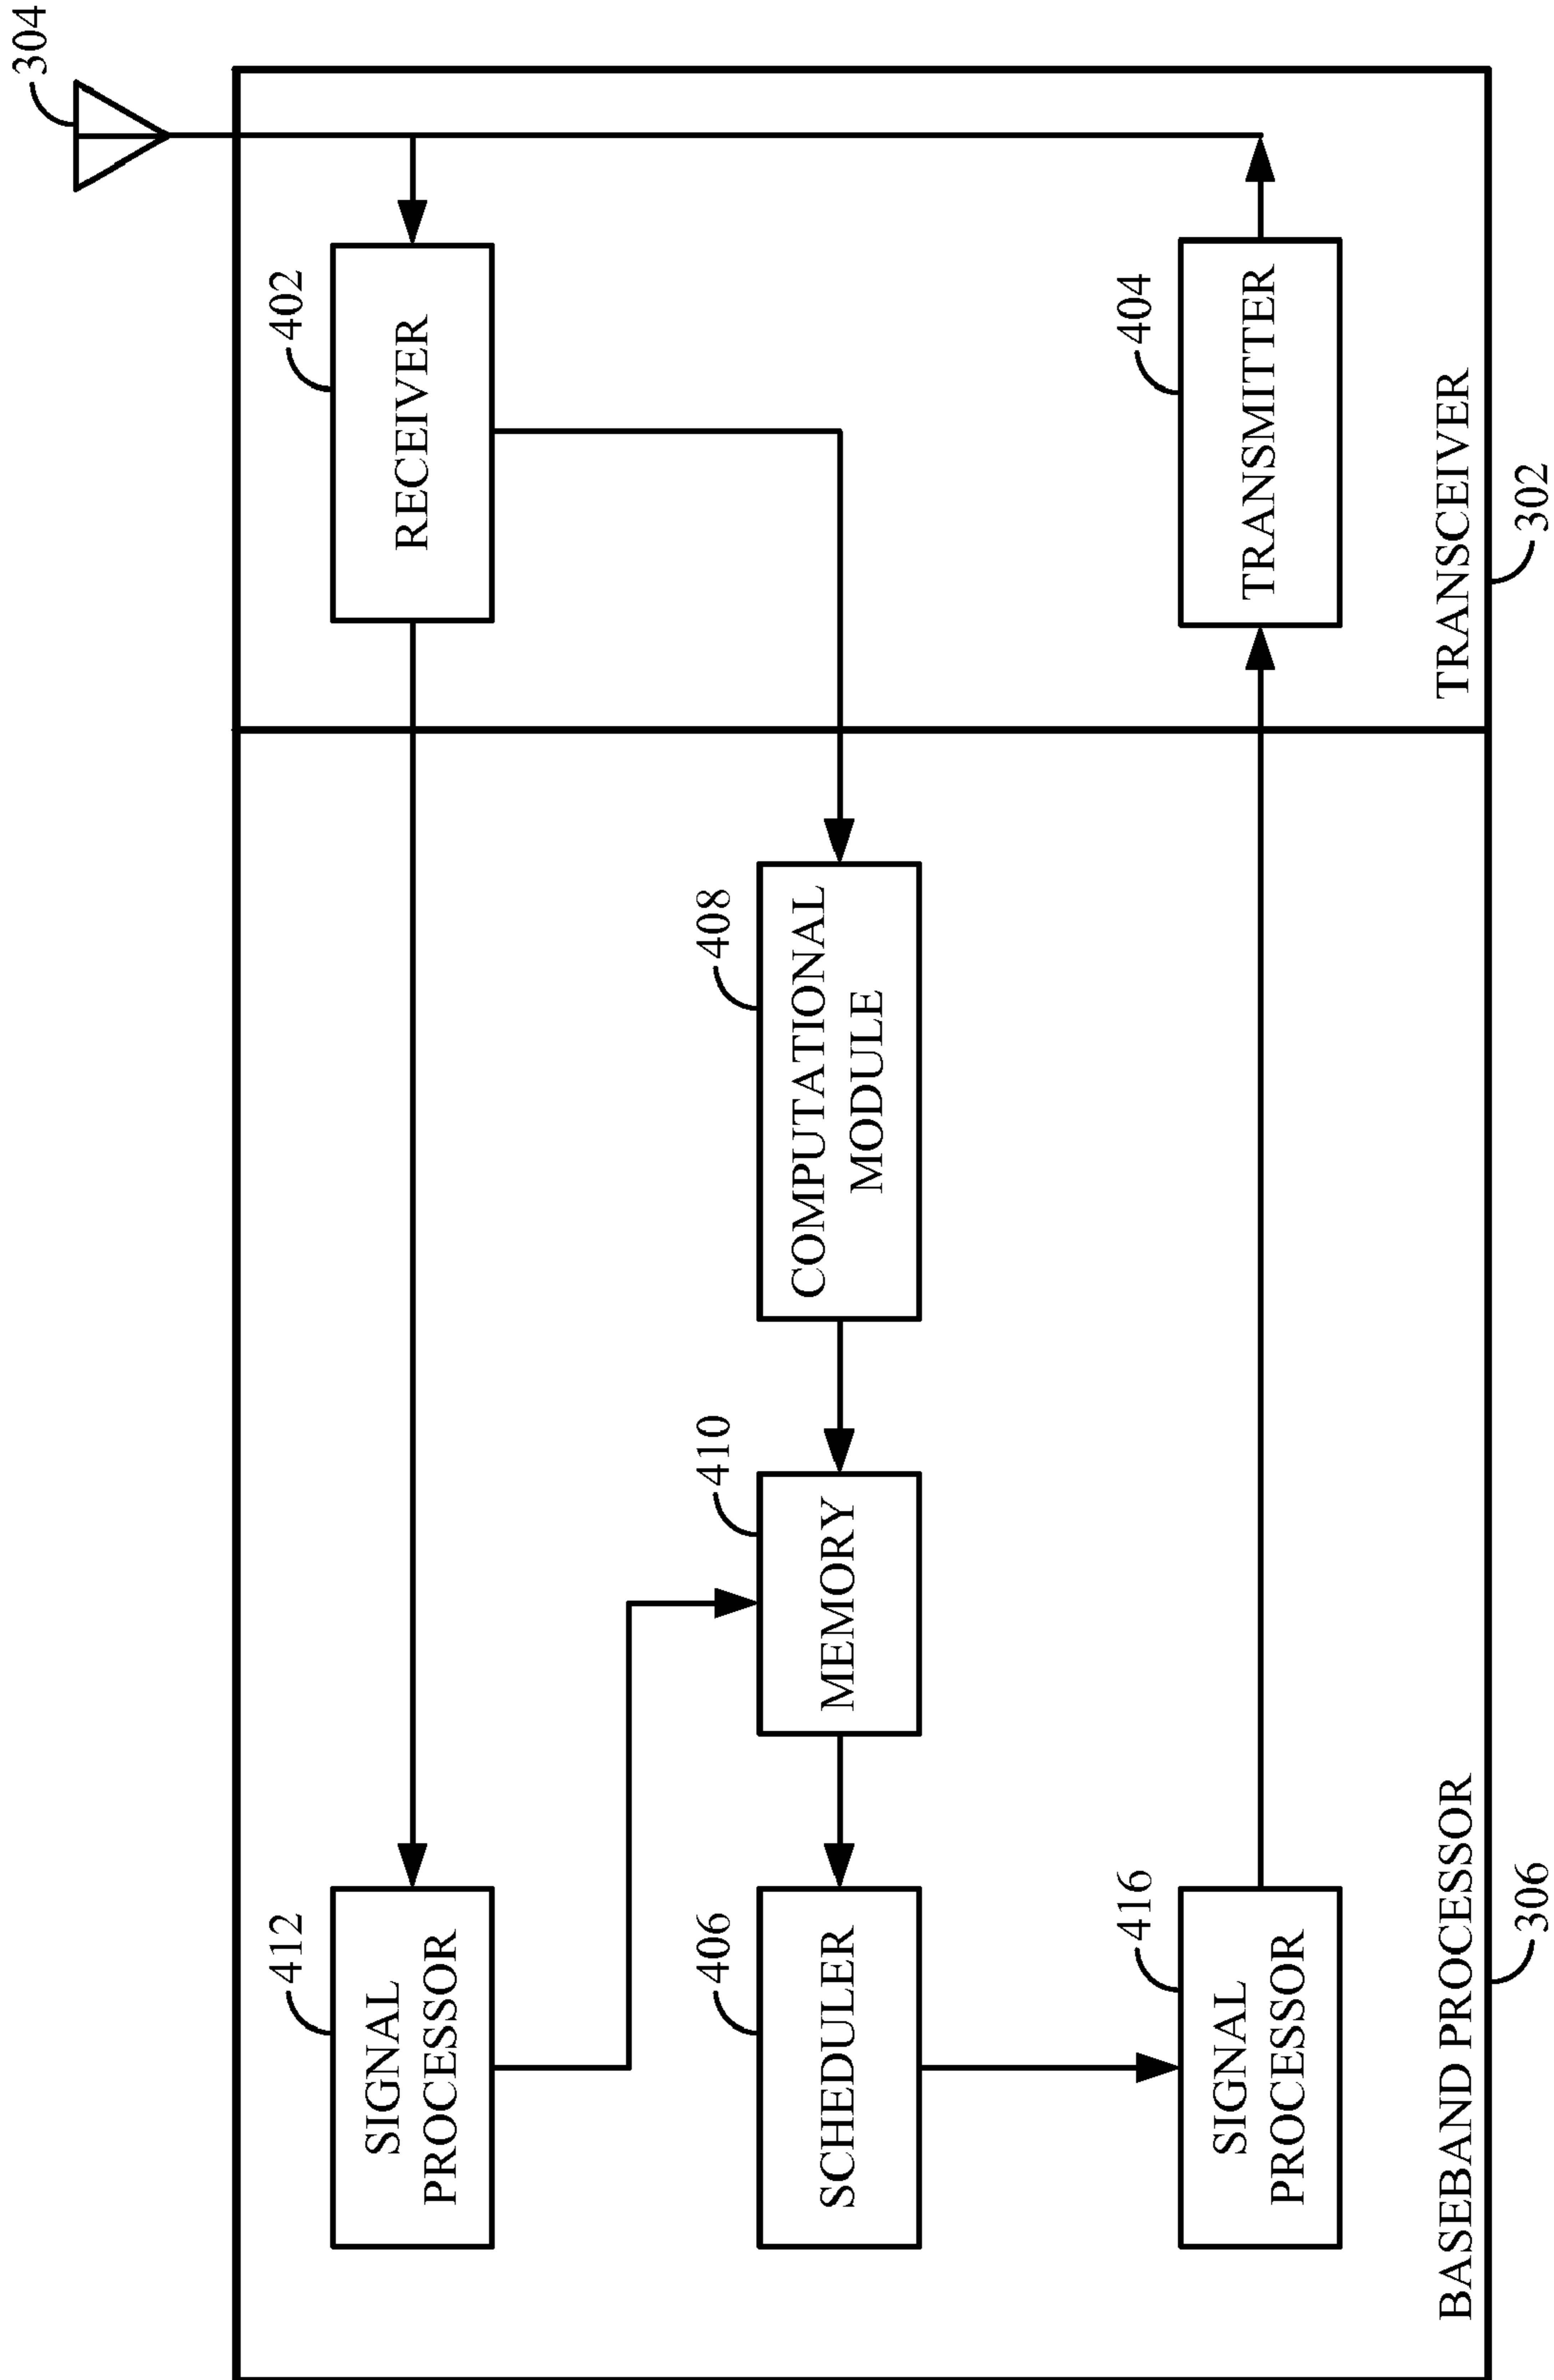 304
402
RECEIVER
404
TRANSMITTER
TRANSCEIVER
302
408
COMPUTATIONAL
MODULE
410
MEMORY
412
SIGNAL
PROCESSOR
406
SCHEDULER
416
SIGNAL
PROCESSOR
BASEBAND PROCESSOR
306